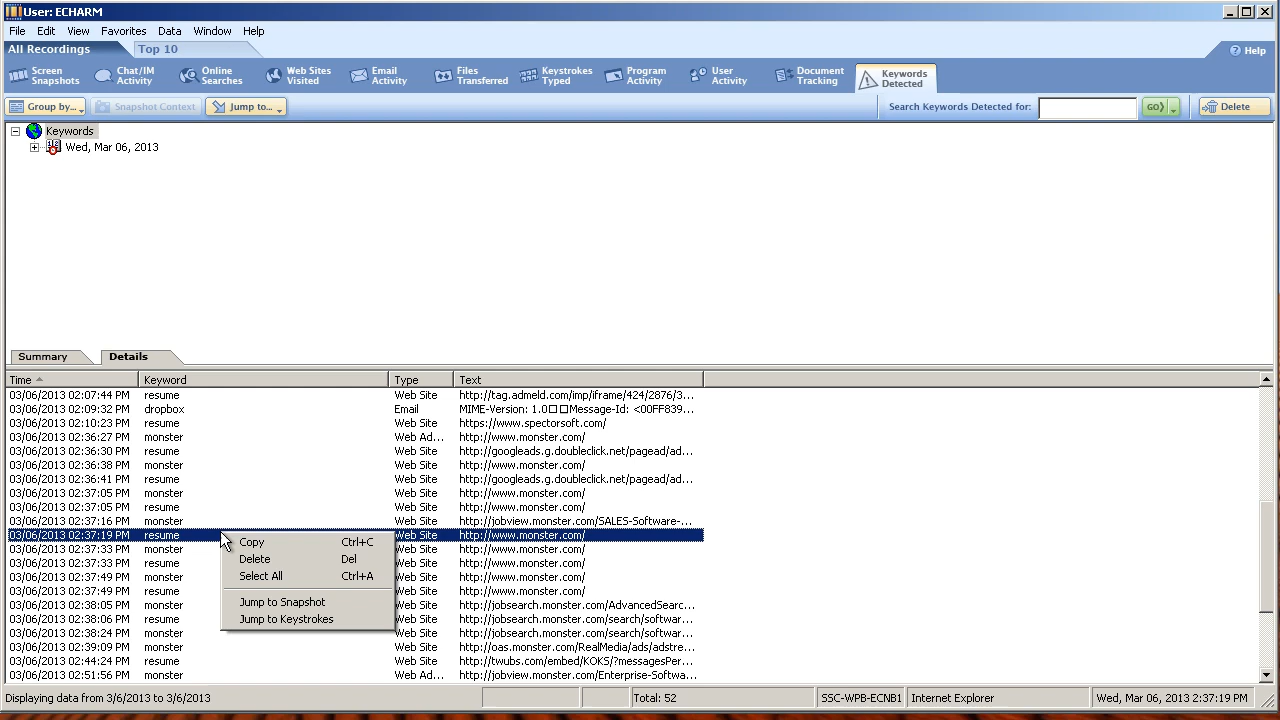 User: ECHARM
File Edit View Favorites Data Window Help
All Recordings Top 10 Help
Screen Snapshots Chat/IM Activity Online Searches Web Sites Visited Email Activity Files Transferred Keystrokes Typed Program Activity User Activity Document Tracking Keywords Detected
Group by... Snapshot Context Jump to... Search Keywords Detected for: GO Delete
Keywords
Wed, Mar 06, 2013
Summary Details
Time Keyword Type Text
03/06/2013 02:07:44 PM resume Web Site http://tag.admeld.com/imp/iframe/424/2876/3...
03/06/2013 02:09:32 PM dropbox Email MIME-Version: 1.0□□Message-Id: <00FF839...
03/06/2013 02:10:23 PM resume Web Site https://www.spectorsoft.com/
03/06/2013 02:36:27 PM monster Web Ad... http://www.monster.com/
03/06/2013 02:36:30 PM resume Web Site http://googleads.g.doubleclick.net/pagead/ad...
03/06/2013 02:36:38 PM monster Web Site http://www.monster.com/
03/06/2013 02:36:41 PM resume Web Site http://googleads.g.doubleclick.net/pagead/ad...
03/06/2013 02:37:05 PM monster Web Site http://www.monster.com/
03/06/2013 02:37:05 PM resume Web Site http://www.monster.com/
03/06/2013 02:37:16 PM monster Web Site http://jobview.monster.com/SALES-Software-...
03/06/2013 02:37:19 PM resume Web Site http://www.monster.com/
03/06/2013 02:37:33 PM monster Web Site http://www.monster.com/
03/06/2013 02:37:33 PM resume Web Site http://www.monster.com/
03/06/2013 02:37:49 PM monster Web Site http://www.monster.com/
03/06/2013 02:37:49 PM resume Web Site http://www.monster.com/
03/06/2013 02:38:05 PM monster Web Site http://jobsearch.monster.com/AdvancedSearc...
03/06/2013 02:38:06 PM resume Web Site http://jobsearch.monster.com/search/softwar...
03/06/2013 02:38:24 PM monster Web Site http://jobsearch.monster.com/search/softwar...
03/06/2013 02:39:09 PM monster Web Site http://oas.monster.com/RealMedia/ads/adstre...
03/06/2013 02:44:24 PM resume Web Site http://twubs.com/embed/KOKS/?messagesPer...
03/06/2013 02:51:56 PM monster Web Ad... http://jobview.monster.com/Enterprise-Softwa...
Copy Ctrl+C
Delete Del
Select All Ctrl+A
Jump to Snapshot
Jump to Keystrokes
Displaying data from 3/6/2013 to 3/6/2013 Total: 52 SSC-WPB-ECNB1 Internet Explorer Wed, Mar 06, 2013 2:37:19 PM